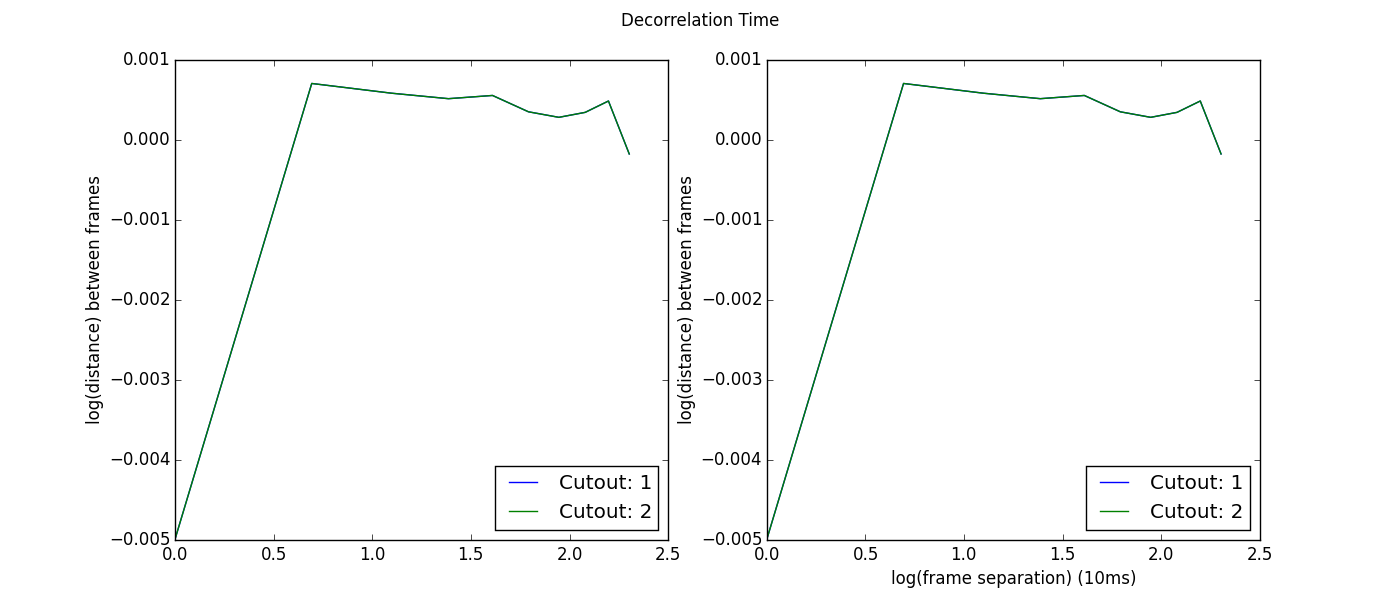 Decorrelation Time
log(distance) between frames
0.001
0.000
−0.001
−0.002
−0.003
−0.004
−0.005
0.0 0.5 1.0 1.5 2.0 2.5
Cutout: 1
Cutout: 2
log(distance) between frames
0.001
0.000
−0.001
−0.002
−0.003
−0.004
−0.005
0.0 0.5 1.0 1.5 2.0 2.5
Cutout: 1
Cutout: 2
log(frame separation) (10ms)